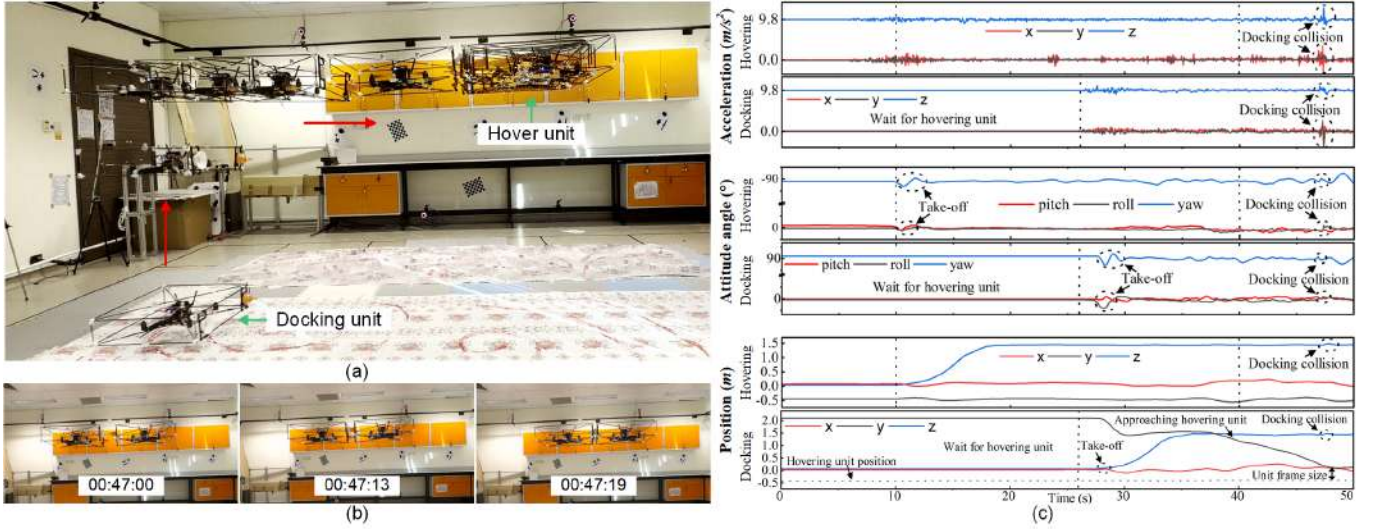 Hover unit
Docking unit
(a)
00:47:00
00:47:13
00:47:19
(b)
Acceleration (m/s²)
Hovering
9.8
0.0
x y z
Docking collision
Docking
9.8
0.0
x y z
Wait for hovering unit
Docking collision
Attitude angle (°)
Hovering
-90
0
Take-off
pitch roll yaw
Docking collision
Docking
90
0
pitch roll yaw
Wait for hovering unit
Take-off
Docking collision
Position (m)
Hovering
1.5
1.0
0.5
0.0
-0.5
x y z
Docking collision
Docking
2.0
1.5
1.0
0.5
0.0
-0.5
x y z
Wait for hovering unit
Hovering unit position
Take-off
Approaching hovering unit
Docking collision
Unit frame size
0 10 20 30 40 50
Time (s)
(c)